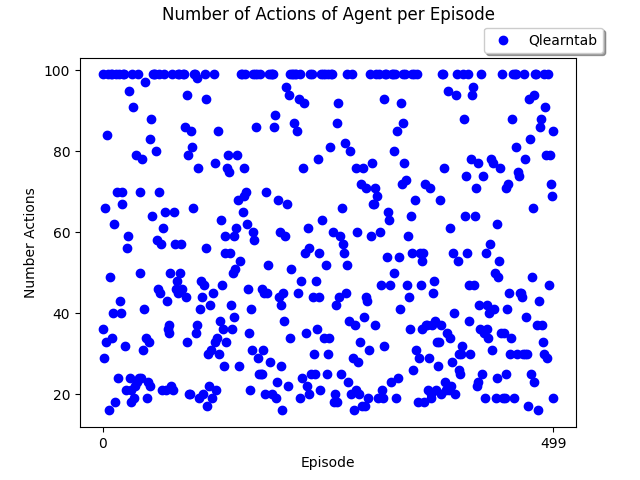 Number of Actions of Agent per Episode
Qlearntab
100
80
60
40
20
Number Actions
0 499
Episode